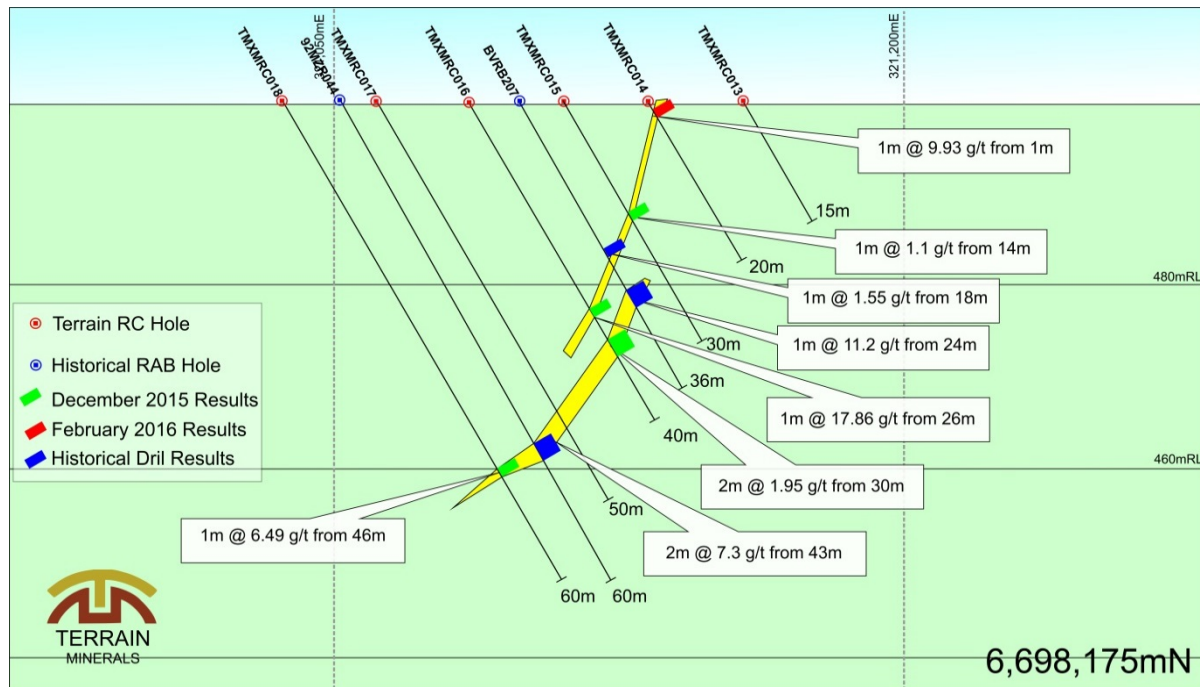 TMXMRC018
92MZR044
TMXMRC017
TMXMRC016
BVRB207
TMXMRC015
TMXMRC014
TMXMRC013
321,200mE
1m @ 9.93 g/t from 1m
15m
1m @ 1.1 g/t from 14m
20m
480mRL
1m @ 1.55 g/t from 18m
Terrain RC Hole
Historical RAB Hole
December 2015 Results
February 2016 Results
Historical Dril Results
30m
1m @ 11.2 g/t from 24m
36m
1m @ 17.86 g/t from 26m
40m
460mRL
2m @ 1.95 g/t from 30m
50m
1m @ 6.49 g/t from 46m
2m @ 7.3 g/t from 43m
60m
60m
TERRAIN
MINERALS
6,698,175mN